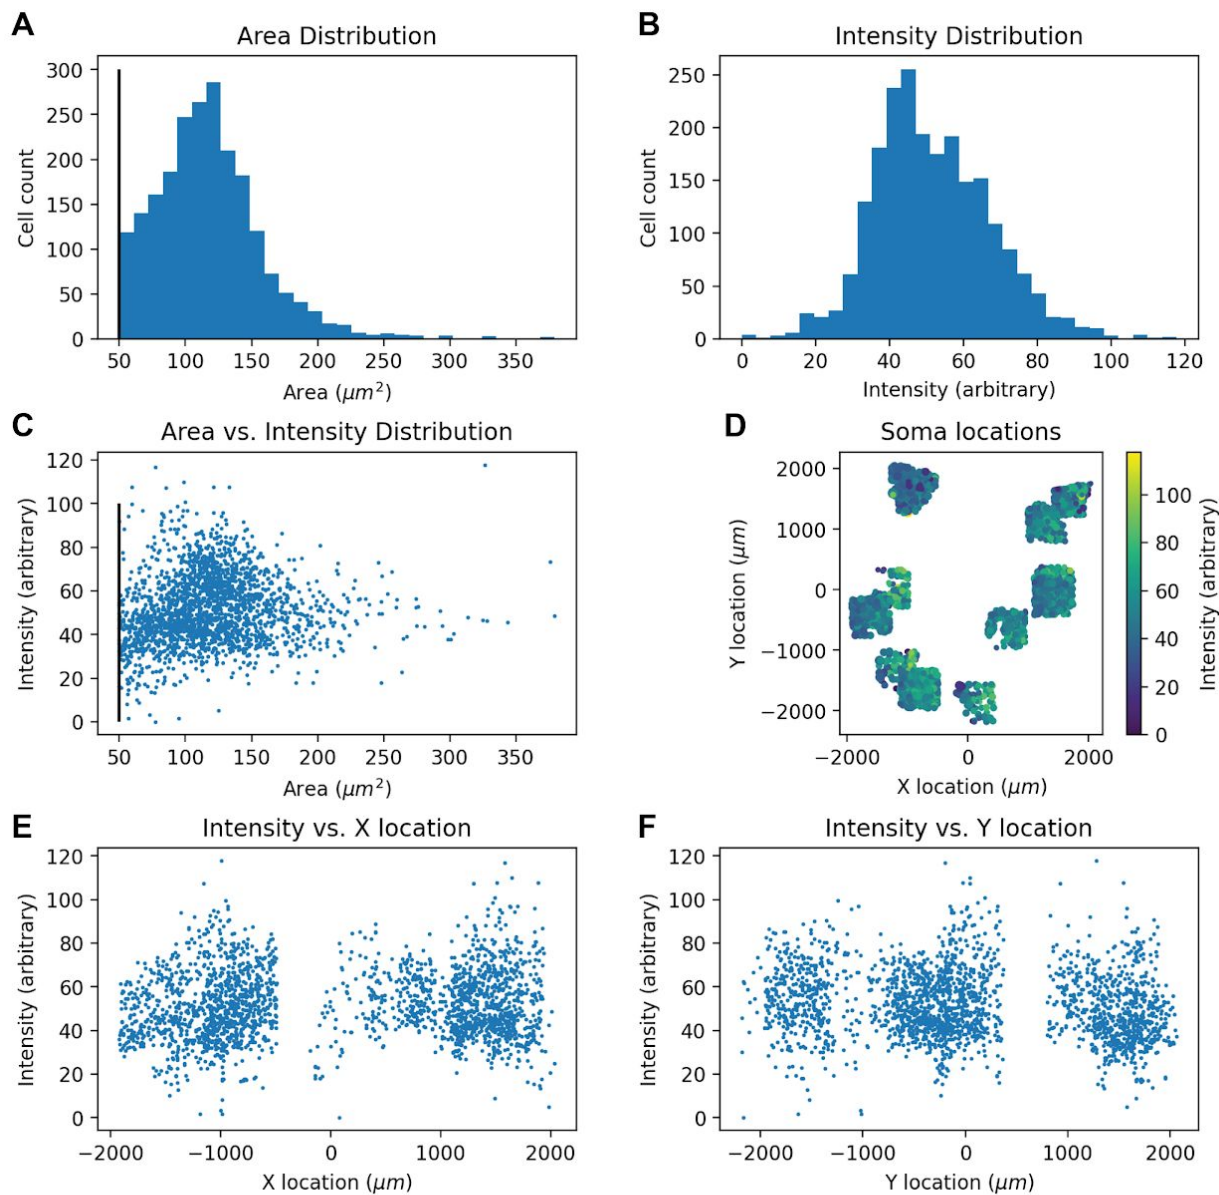 A
Area Distribution
300
250
200
150
100
50
0
Cell count
50 100 150 200 250 300 350
Area (μm²)
B
Intensity Distribution
250
200
150
100
50
0
Cell count
0 20 40 60 80 100 120
Intensity (arbitrary)
C
Area vs. Intensity Distribution
120
100
80
60
40
20
0
Intensity (arbitrary)
50 100 150 200 250 300 350
Area (μm²)
D
Soma locations
2000
1000
0
−1000
−2000
Y location (μm)
−2000 0 2000
X location (μm)
100
80
60
40
20
0
Intensity (arbitrary)
E
Intensity vs. X location
120
100
80
60
40
20
0
Intensity (arbitrary)
−2000 −1000 0 1000 2000
X location (μm)
F
Intensity vs. Y location
120
100
80
60
40
20
0
Intensity (arbitrary)
−2000 −1000 0 1000 2000
Y location (μm)